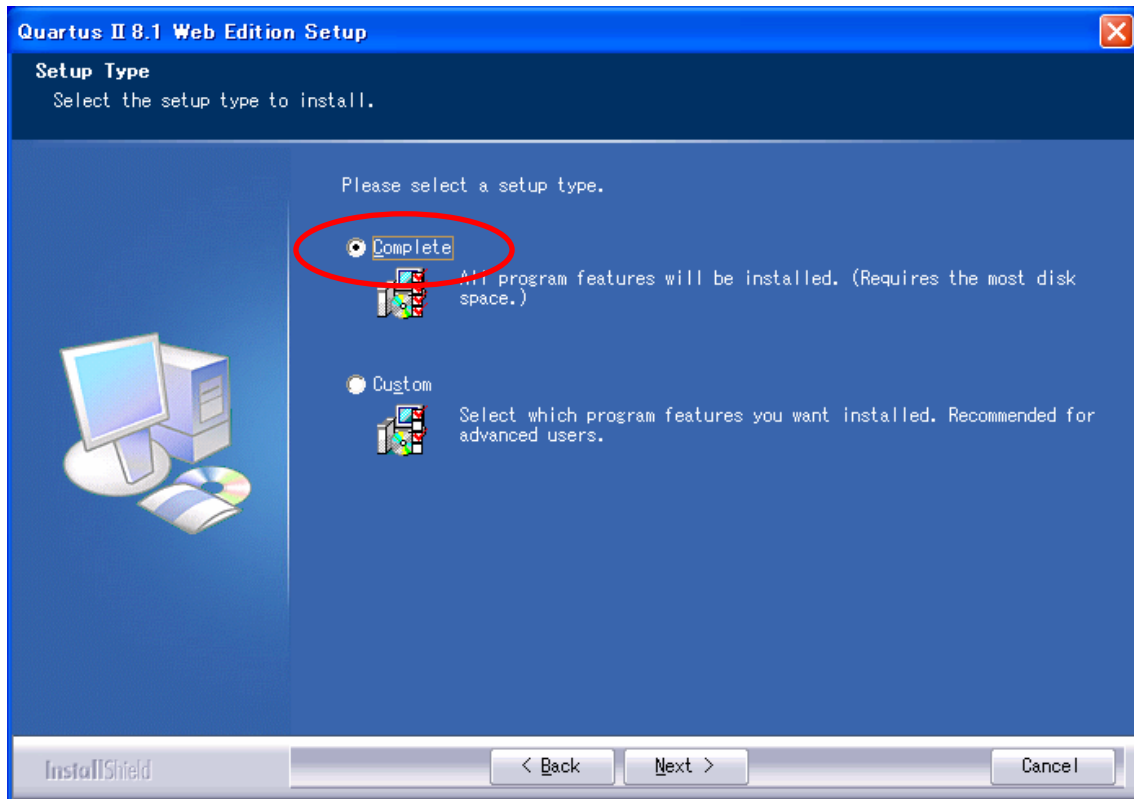 Quartus II 8.1 Web Edition Setup
Setup Type
Select the setup type to install.
Please select a setup type.
Complete
All program features will be installed. (Requires the most disk
space.)
Custom
Select which program features you want installed. Recommended for
advanced users.
InstallShield
< Back
Next >
Cancel